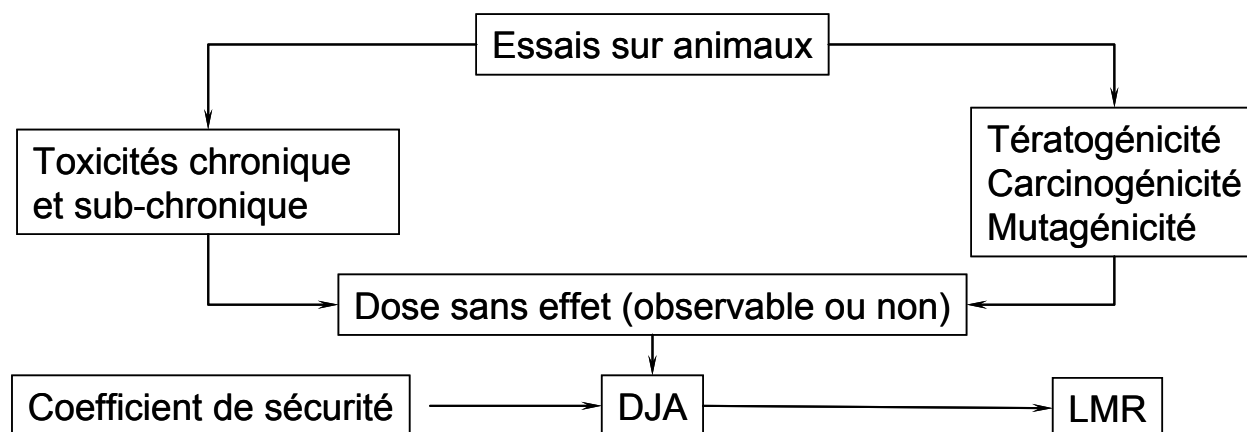 Essais sur animaux
Toxicités chronique
et sub-chronique
Tératogénicité
Carcinogénicité
Mutagénicité
Dose sans effet (observable ou non)
Coefficient de sécurité
DJA
LMR